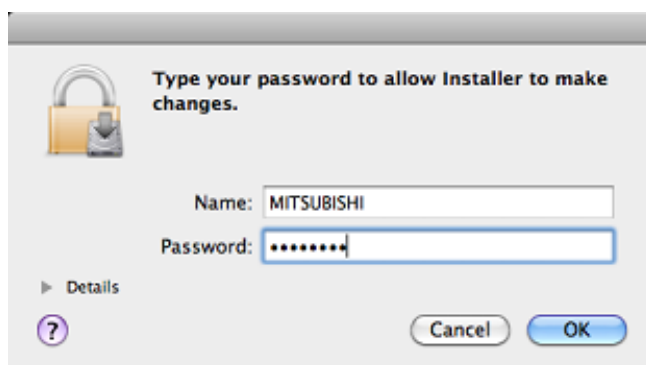 Type your password to allow Installer to make
changes.
Name: MITSUBISHI
Password: ••••••••
Details
?
Cancel OK